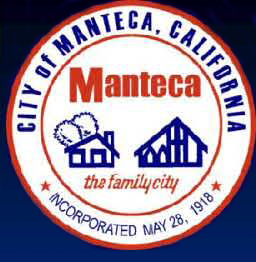 CITY of MANTECA, CALIFORNIA
Manteca
the family city
INCORPORATED MAY 28, 1918